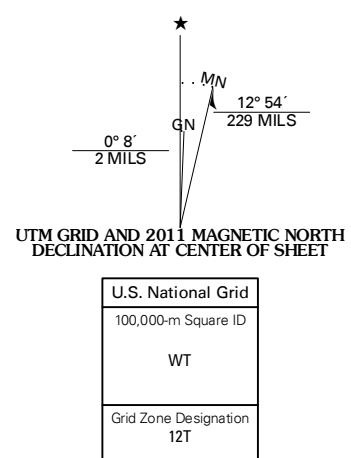 MN
12° 54´
229 MILS
GN
0° 8´
2 MILS
UTM GRID AND 2011 MAGNETIC NORTH
DECLINATION AT CENTER OF SHEET
U.S. National Grid
100,000-m Square ID
WT
Grid Zone Designation
12T